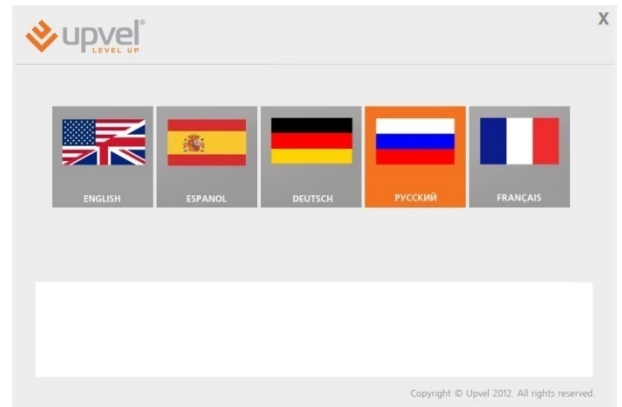 X
upvel®
LEVEL UP
ENGLISH
ESPANOL
DEUTSCH
РУССКИЙ
FRANÇAIS
Copyright © Upvel 2012. All rights reserved.